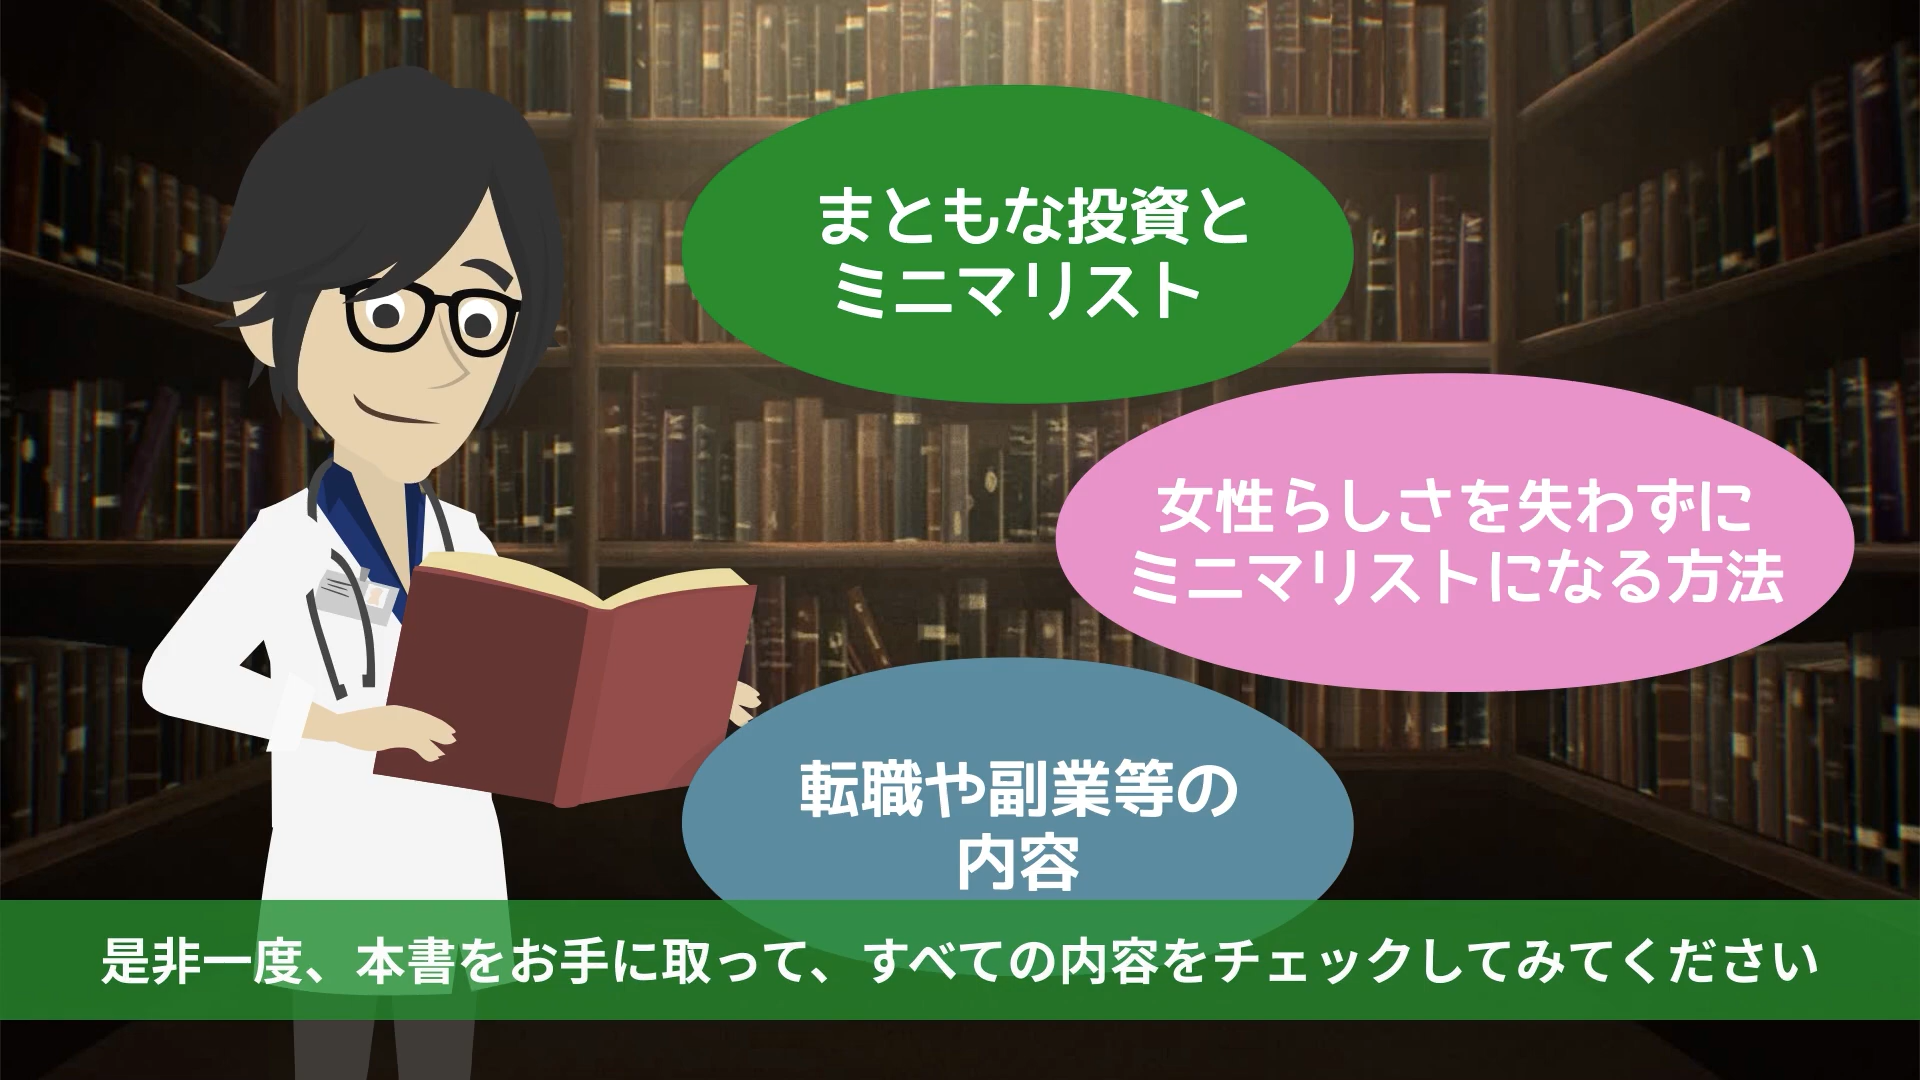 まともな投資と
ミニマリスト
女性らしさを失わずに
ミニマリストになる方法
転職や副業等の
内容
是非一度、本書をお手に取って、すべての内容をチェックしてみてください